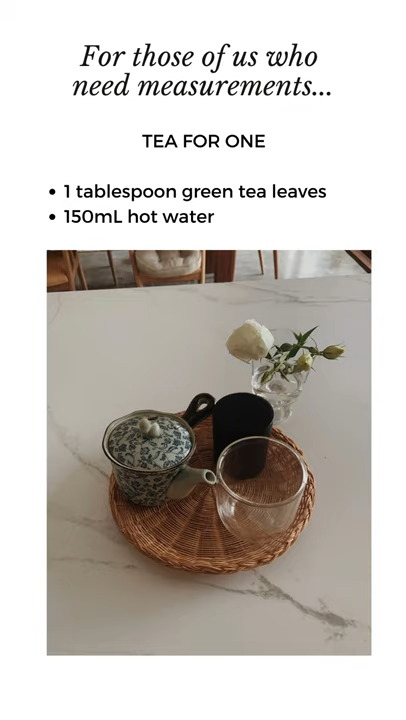 For those of us who
need measurements...
TEA FOR ONE
• 1 tablespoon green tea leaves
• 150mL hot water